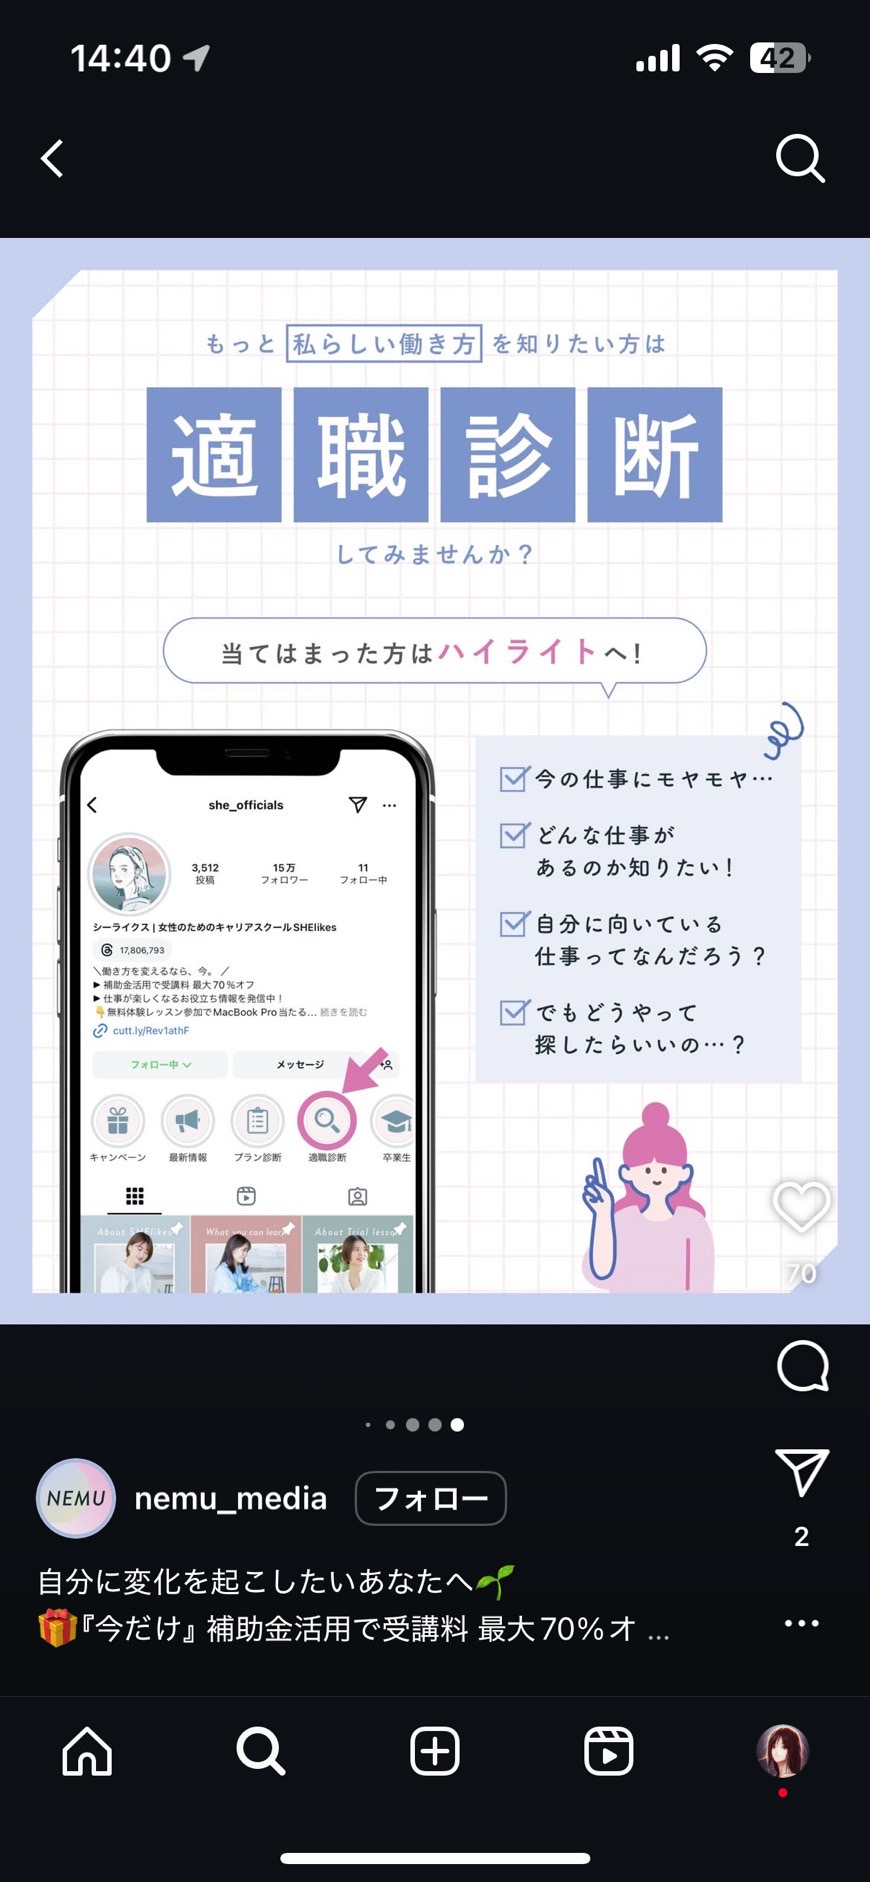 14:40
42
もっと 私らしい働き方 を知りたい方は
適職診断
してみませんか？
当てはまった方はハイライトへ！
she_officials
3,512 15万 11
投稿 フォロワー フォロー中
シーライクス | 女性のためのキャリアスクールSHElikes
17,806,793
＼働き方を変えるなら、今。／
▶ 補助金活用で受講料 最大70％オフ
▶ 仕事が楽しくなるお役立ち情報を発信中！
👇無料体験レッスン参加でMacBook Pro当たる... 続きを読む
cutt.ly/Rev1athF
フォロー中 メッセージ
キャンペーン 最新情報 プラン診断 適職診断 卒業生
About SHElikes What you can learn About Trial lesso
今の仕事にモヤモヤ…
どんな仕事が
あるのか知りたい！
自分に向いている
仕事ってなんだろう？
でもどうやって
探したらいいの…？
70
NEMU nemu_media フォロー
2
自分に変化を起こしたいあなたへ🌱
🎁『今だけ』補助金活用で受講料 最大70％オ ...